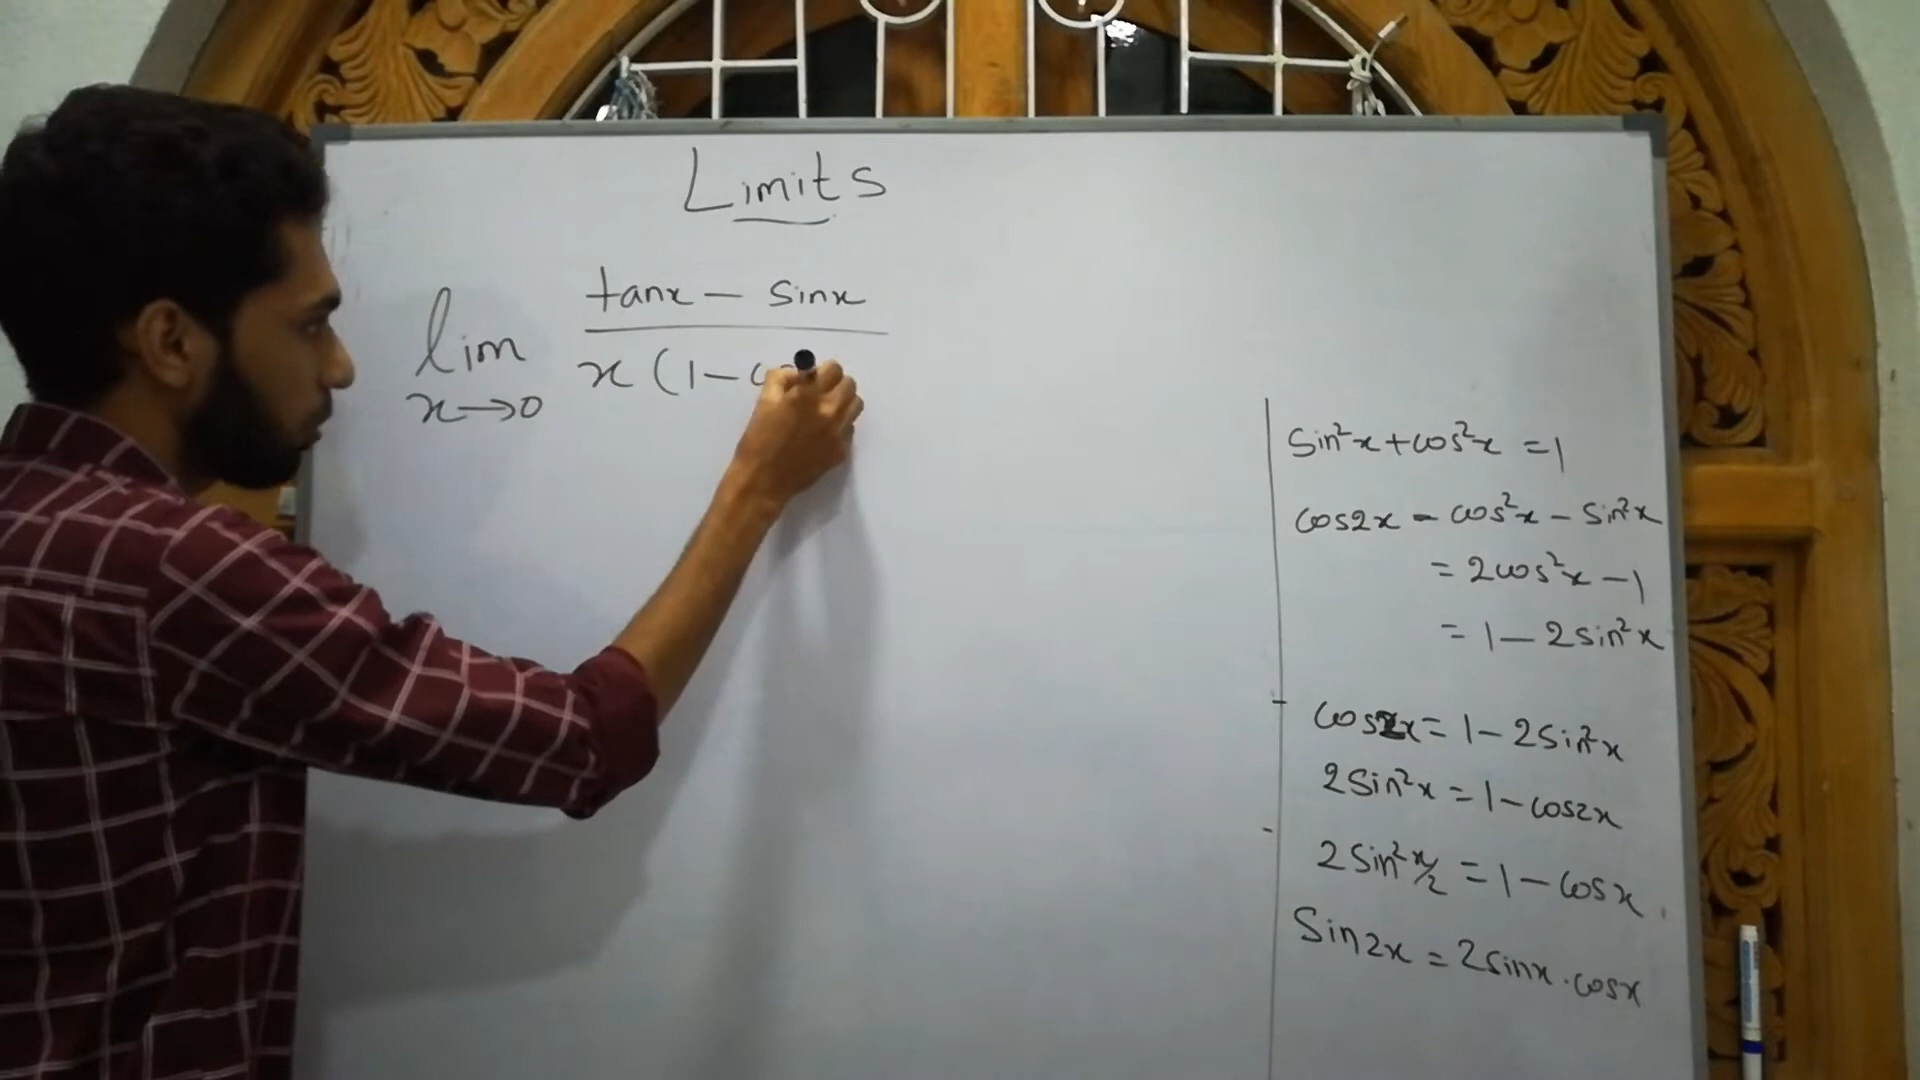 Limits
lim x→0 (tanx − sinx) / x(1−co
sin²x + cos²x = 1
cos2x = cos²x − sin²x
= 2cos²x − 1
= 1 − 2sin²x
cos2x = 1 − 2sin²x
2sin²x = 1 − cos2x
2sin²x/2 = 1 − cosx
Sin2x = 2sinx·cosx